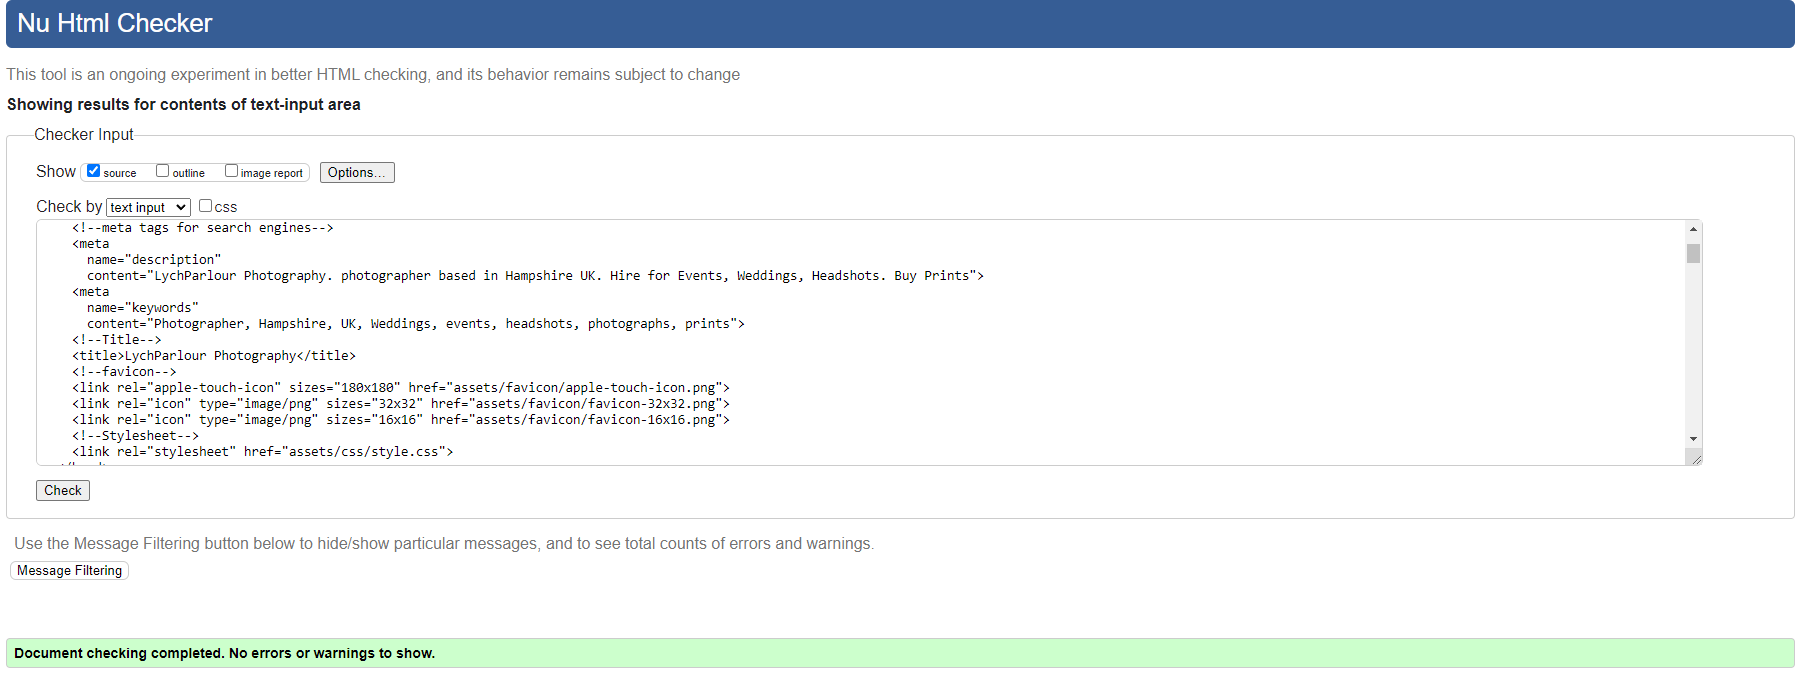 Nu Html Checker
This tool is an ongoing experiment in better HTML checking, and its behavior remains subject to change
Showing results for contents of text-input area
Checker Input
Show source outline image report Options...
Check by text input css
<!--meta tags for search engines-->
<meta
name="description"
content="LychParlour Photography. photographer based in Hampshire UK. Hire for Events, Weddings, Headshots. Buy Prints">
<meta
name="keywords"
content="Photographer, Hampshire, UK, Weddings, events, headshots, photographs, prints">
<!--Title-->
<title>LychParlour Photography</title>
<!--favicon-->
<link rel="apple-touch-icon" sizes="180x180" href="assets/favicon/apple-touch-icon.png">
<link rel="icon" type="image/png" sizes="32x32" href="assets/favicon/favicon-32x32.png">
<link rel="icon" type="image/png" sizes="16x16" href="assets/favicon/favicon-16x16.png">
<!--Stylesheet-->
<link rel="stylesheet" href="assets/css/style.css">
Check
Use the Message Filtering button below to hide/show particular messages, and to see total counts of errors and warnings.
Message Filtering
Document checking completed. No errors or warnings to show.